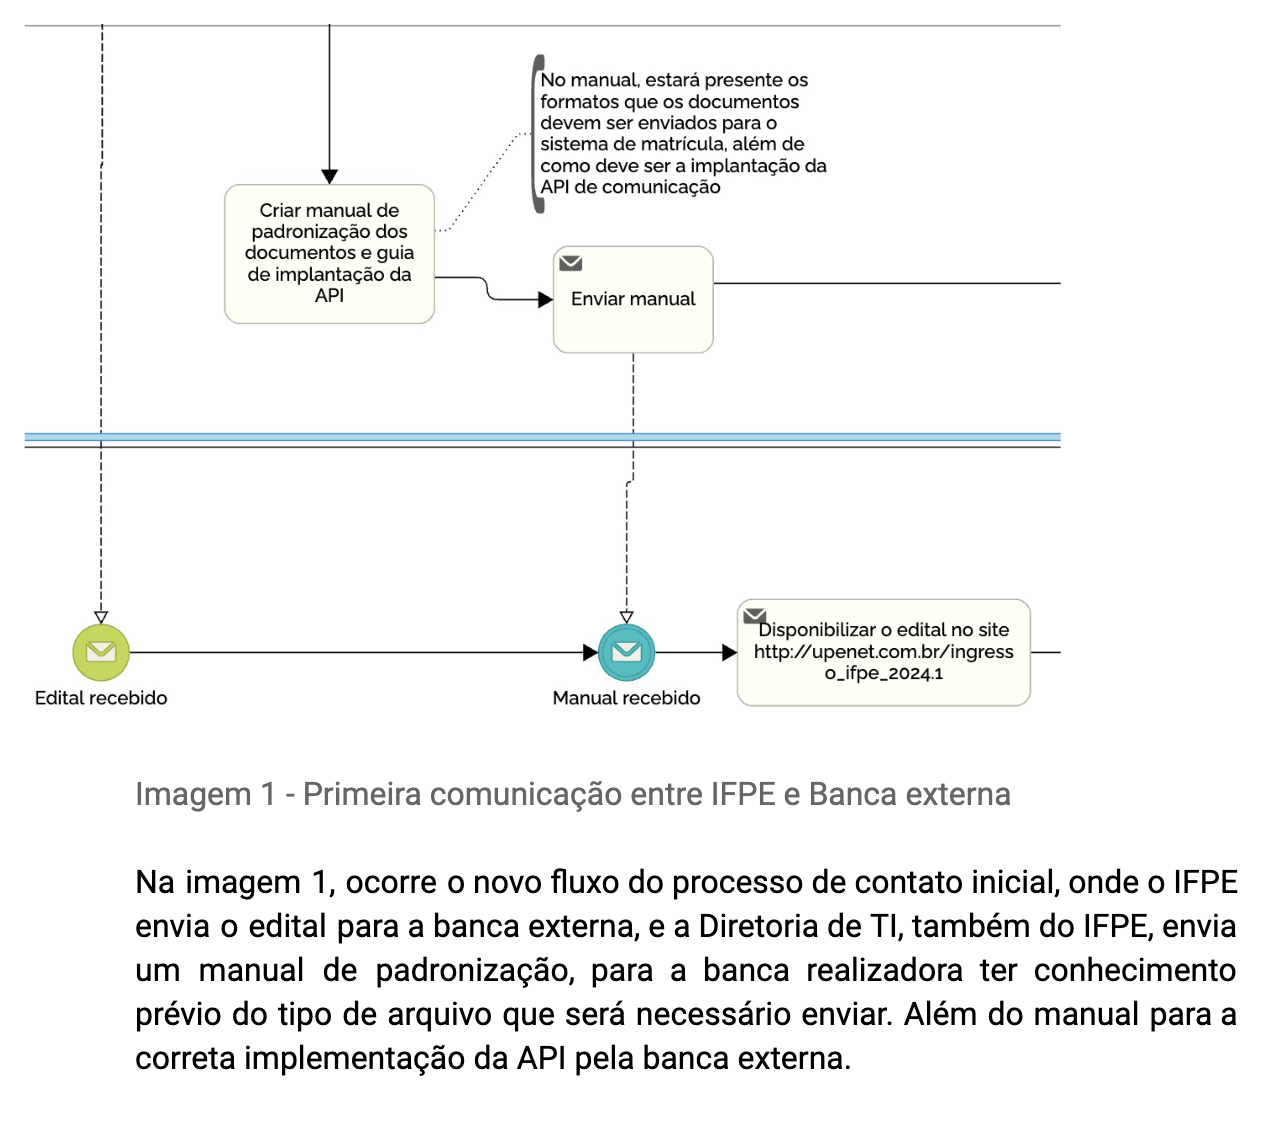 No manual, estará presente os
formatos que os documentos
devem ser enviados para o
sistema de matrícula, além de
como deve ser a implantação da
API de comunicação
Criar manual de
padronização dos
documentos e guia
de implantação da
API
Enviar manual
Edital recebido
Manual recebido
Disponibilizar o edital no site
http://upenet.com.br/ingress
o_ifpe_2024.1
Imagem 1 - Primeira comunicação entre IFPE e Banca externa
Na imagem 1, ocorre o novo fluxo do processo de contato inicial, onde o IFPE
envia o edital para a banca externa, e a Diretoria de TI, também do IFPE, envia
um manual de padronização, para a banca realizadora ter conhecimento
prévio do tipo de arquivo que será necessário enviar. Além do manual para a
correta implementação da API pela banca externa.